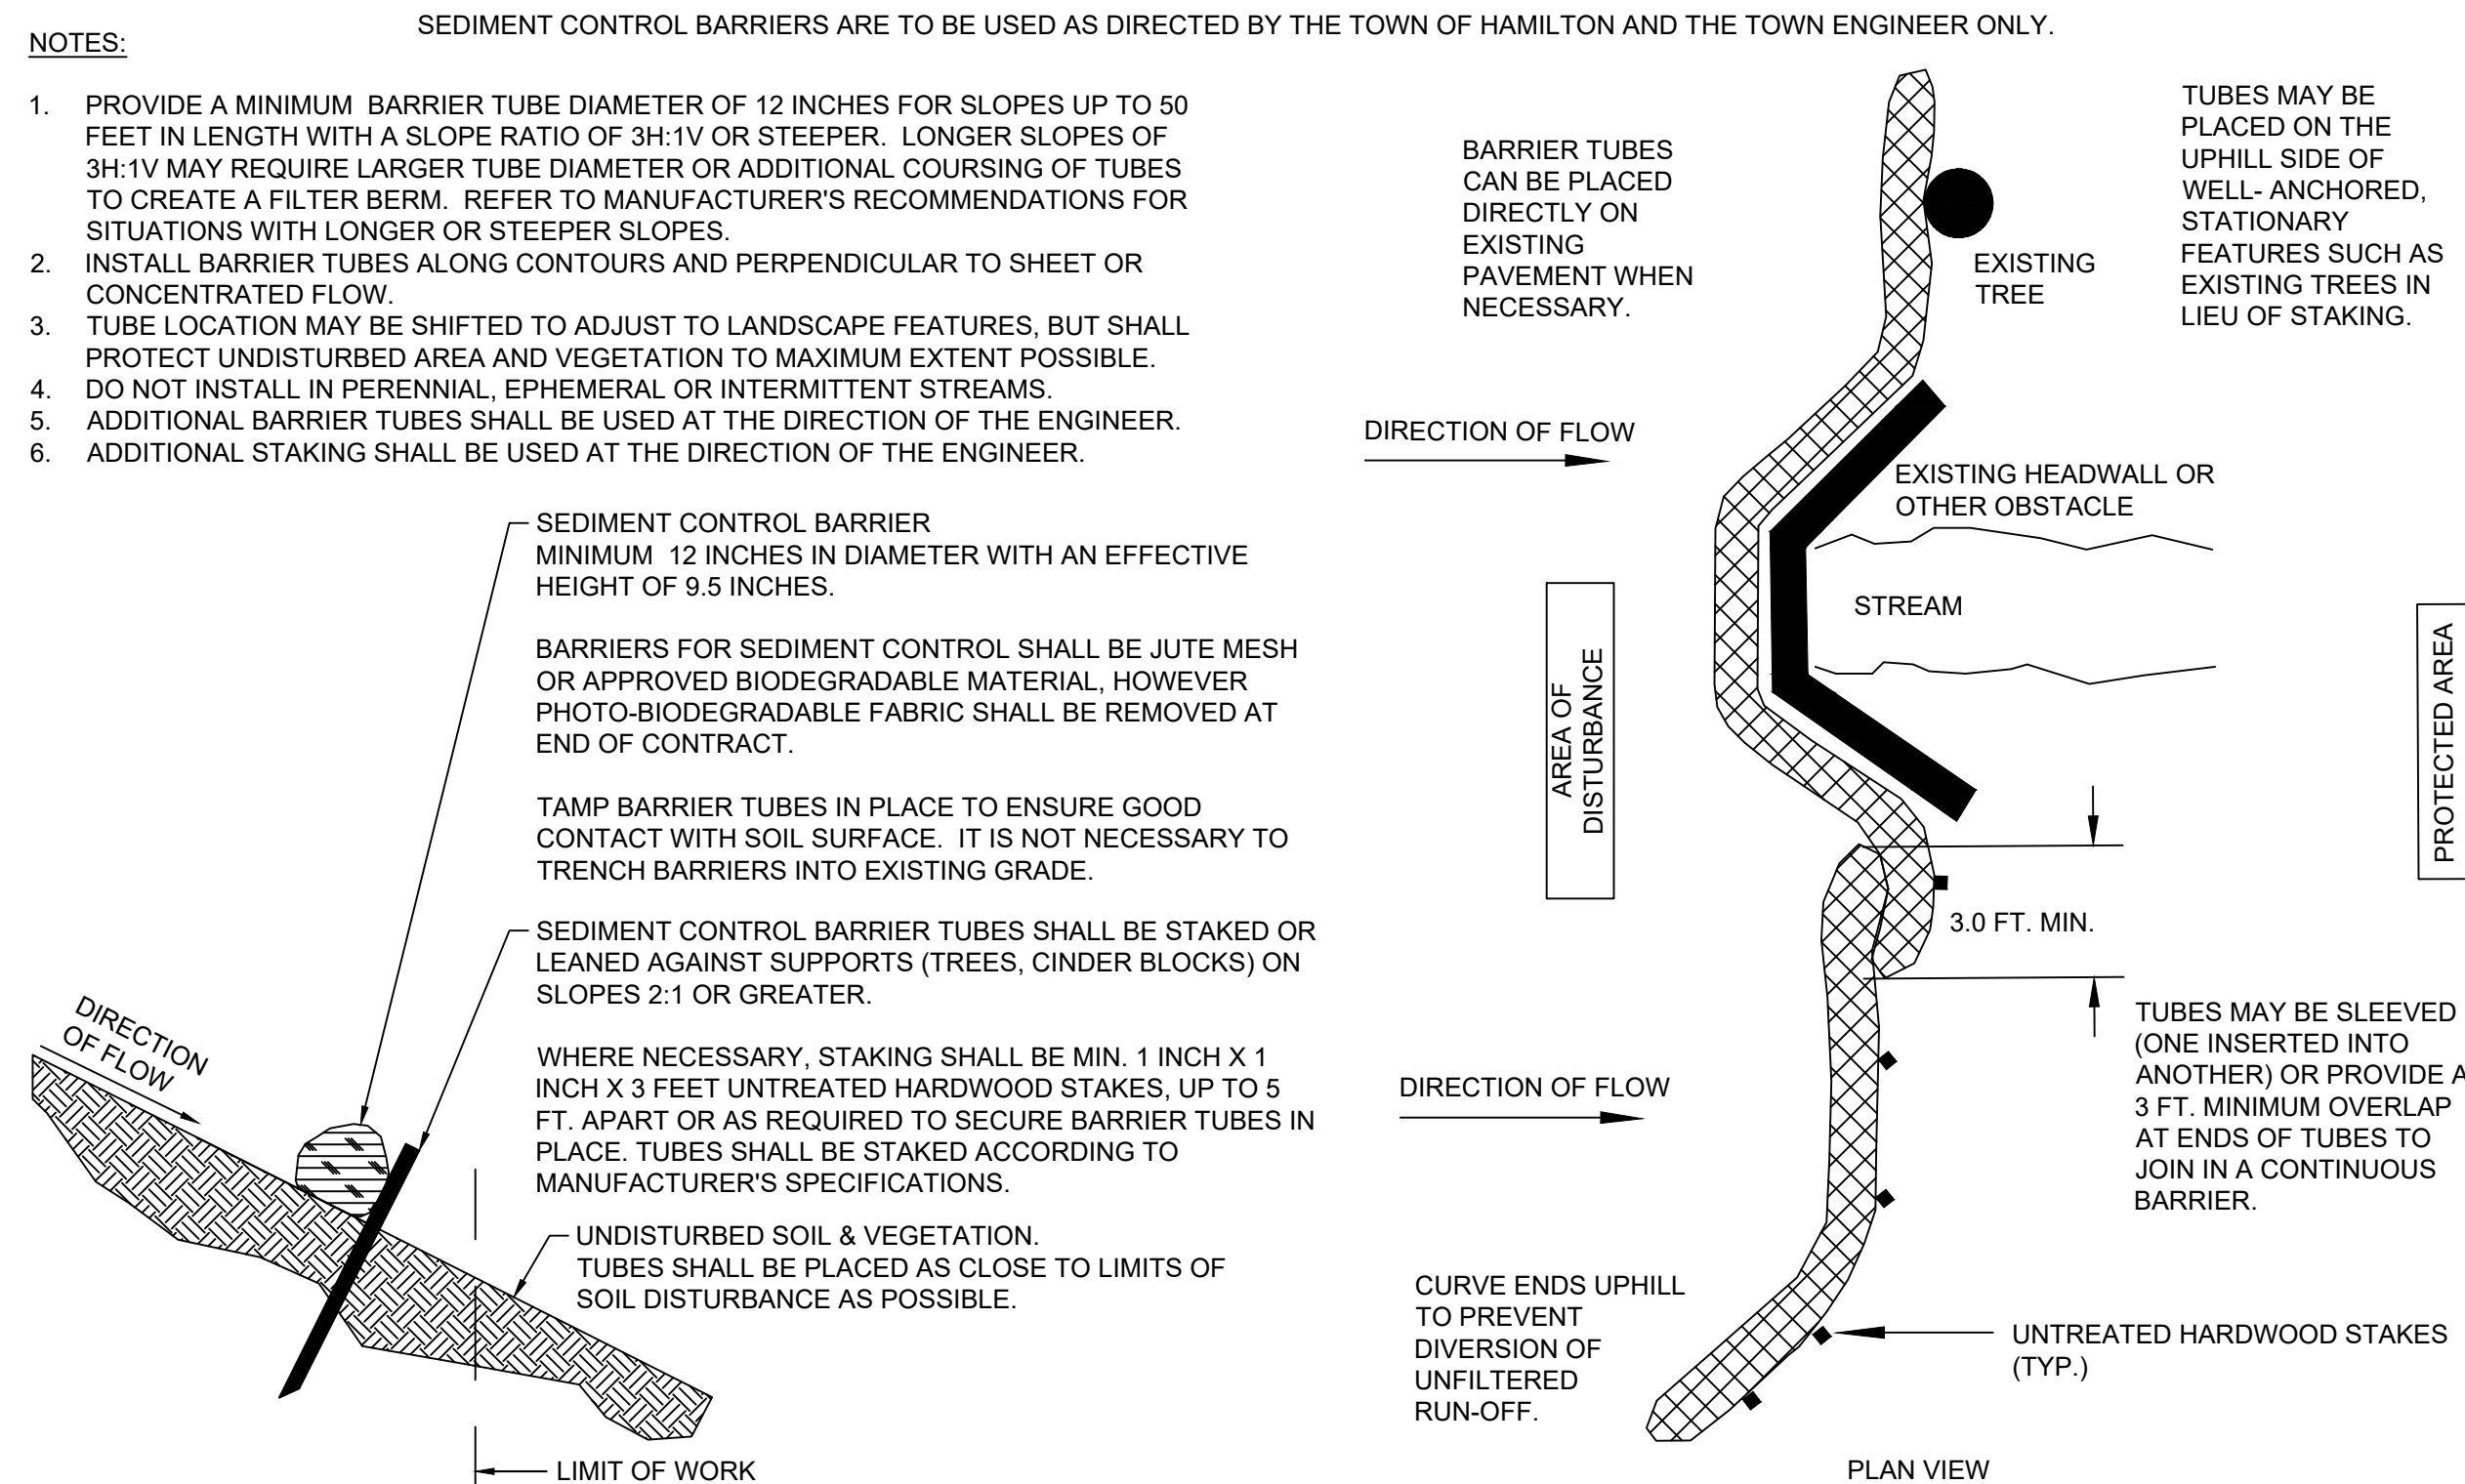 SEDIMENT CONTROL BARRIERS ARE TO BE USED AS DIRECTED BY THE TOWN OF HAMILTON AND THE TOWN ENGINEER ONLY.
NOTES:
1. PROVIDE A MINIMUM BARRIER TUBE DIAMETER OF 12 INCHES FOR SLOPES UP TO 50
FEET IN LENGTH WITH A SLOPE RATIO OF 3H:1V OR STEEPER. LONGER SLOPES OF
3H:1V MAY REQUIRE LARGER TUBE DIAMETER OR ADDITIONAL COURSING OF TUBES
TO CREATE A FILTER BERM. REFER TO MANUFACTURER'S RECOMMENDATIONS FOR
SITUATIONS WITH LONGER OR STEEPER SLOPES.
2. INSTALL BARRIER TUBES ALONG CONTOURS AND PERPENDICULAR TO SHEET OR
CONCENTRATED FLOW.
3. TUBE LOCATION MAY BE SHIFTED TO ADJUST TO LANDSCAPE FEATURES, BUT SHALL
PROTECT UNDISTURBED AREA AND VEGETATION TO MAXIMUM EXTENT POSSIBLE.
4. DO NOT INSTALL IN PERENNIAL, EPHEMERAL OR INTERMITTENT STREAMS.
5. ADDITIONAL BARRIER TUBES SHALL BE USED AT THE DIRECTION OF THE ENGINEER.
6. ADDITIONAL STAKING SHALL BE USED AT THE DIRECTION OF THE ENGINEER.
SEDIMENT CONTROL BARRIER
MINIMUM 12 INCHES IN DIAMETER WITH AN EFFECTIVE
HEIGHT OF 9.5 INCHES.
BARRIERS FOR SEDIMENT CONTROL SHALL BE JUTE MESH
OR APPROVED BIODEGRADABLE MATERIAL, HOWEVER
PHOTO-BIODEGRADABLE FABRIC SHALL BE REMOVED AT
END OF CONTRACT.
TAMP BARRIER TUBES IN PLACE TO ENSURE GOOD
CONTACT WITH SOIL SURFACE. IT IS NOT NECESSARY TO
TRENCH BARRIERS INTO EXISTING GRADE.
SEDIMENT CONTROL BARRIER TUBES SHALL BE STAKED OR
LEANED AGAINST SUPPORTS (TREES, CINDER BLOCKS) ON
SLOPES 2:1 OR GREATER.
WHERE NECESSARY, STAKING SHALL BE MIN. 1 INCH X 1
INCH X 3 FEET UNTREATED HARDWOOD STAKES, UP TO 5
FT. APART OR AS REQUIRED TO SECURE BARRIER TUBES IN
PLACE. TUBES SHALL BE STAKED ACCORDING TO
MANUFACTURER'S SPECIFICATIONS.
UNDISTURBED SOIL & VEGETATION.
TUBES SHALL BE PLACED AS CLOSE TO LIMITS OF
SOIL DISTURBANCE AS POSSIBLE.
DIRECTION
OF FLOW
LIMIT OF WORK
BARRIER TUBES
CAN BE PLACED
DIRECTLY ON
EXISTING
PAVEMENT WHEN
NECESSARY.
TUBES MAY BE
PLACED ON THE
UPHILL SIDE OF
WELL- ANCHORED,
STATIONARY
FEATURES SUCH AS
EXISTING TREES IN
LIEU OF STAKING.
EXISTING
TREE
DIRECTION OF FLOW
EXISTING HEADWALL OR
OTHER OBSTACLE
STREAM
AREA OF
DISTURBANCE
PROTECTED AREA
3.0 FT. MIN.
TUBES MAY BE SLEEVED
(ONE INSERTED INTO
ANOTHER) OR PROVIDE A
3 FT. MINIMUM OVERLAP
AT ENDS OF TUBES TO
JOIN IN A CONTINUOUS
BARRIER.
DIRECTION OF FLOW
CURVE ENDS UPHILL
TO PREVENT
DIVERSION OF
UNFILTERED
RUN-OFF.
UNTREATED HARDWOOD STAKES
(TYP.)
PLAN VIEW